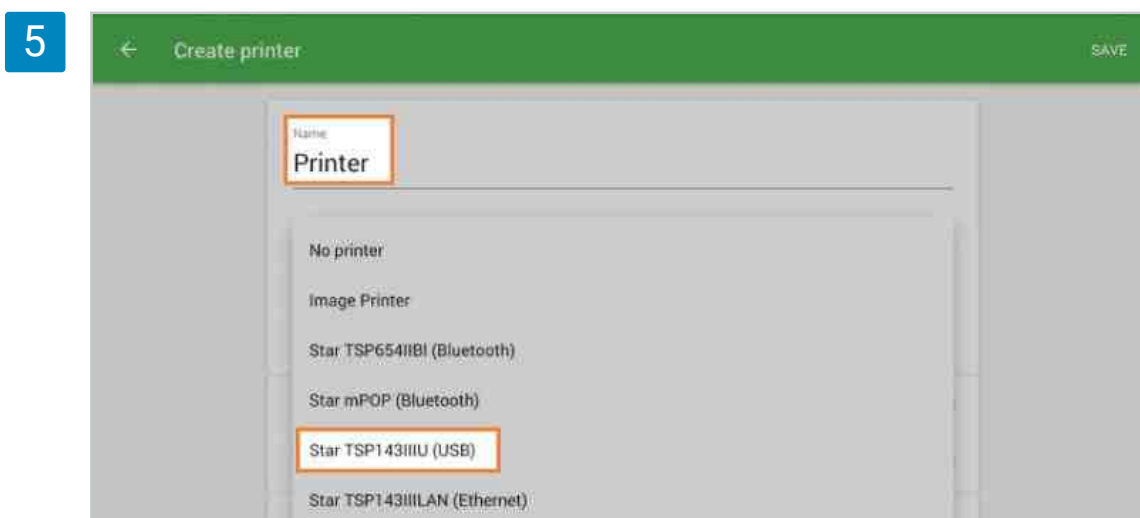 5
Create printer
SAVE
Name
Printer
No printer
Image Printer
Star TSP654IIBI (Bluetooth)
Star mPOP (Bluetooth)
Star TSP143IIIU (USB)
Star TSP143IIILAN (Ethernet)